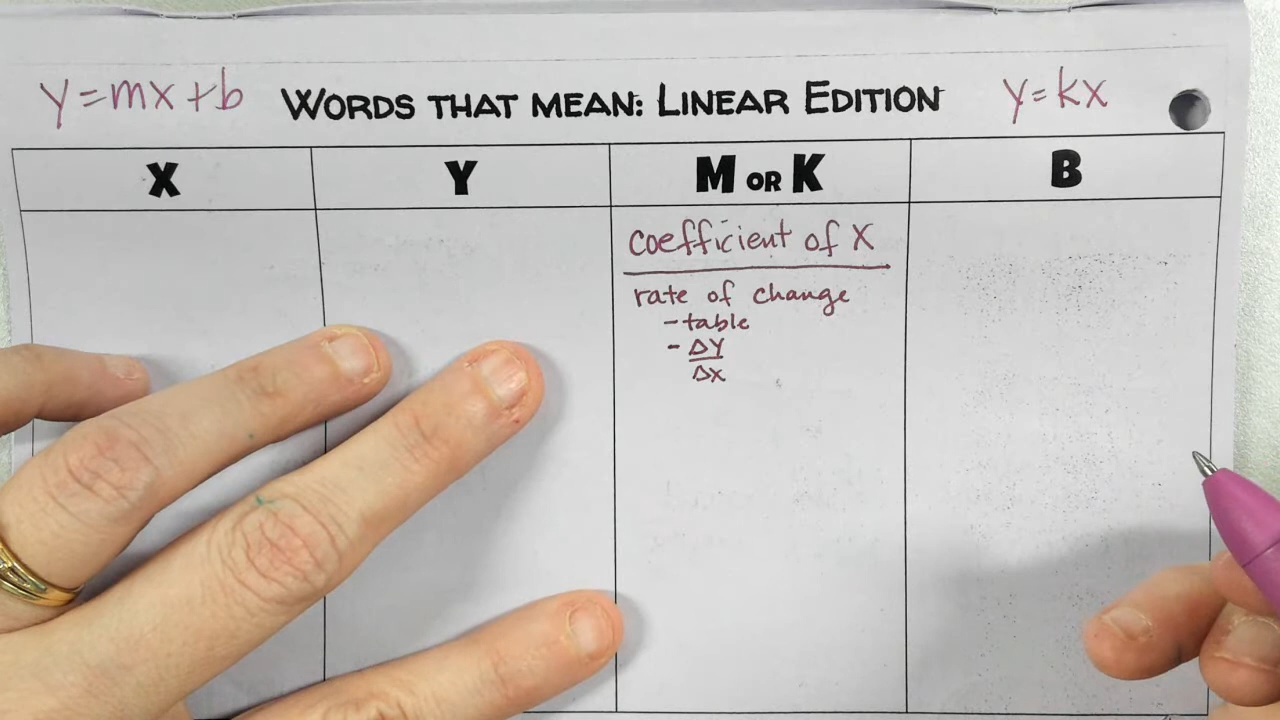 y=mx+b WORDS THAT MEAN: LINEAR EDITION y=kx
X Y M OR K B
coefficient of x
rate of change
-table
- ΔY
ΔX